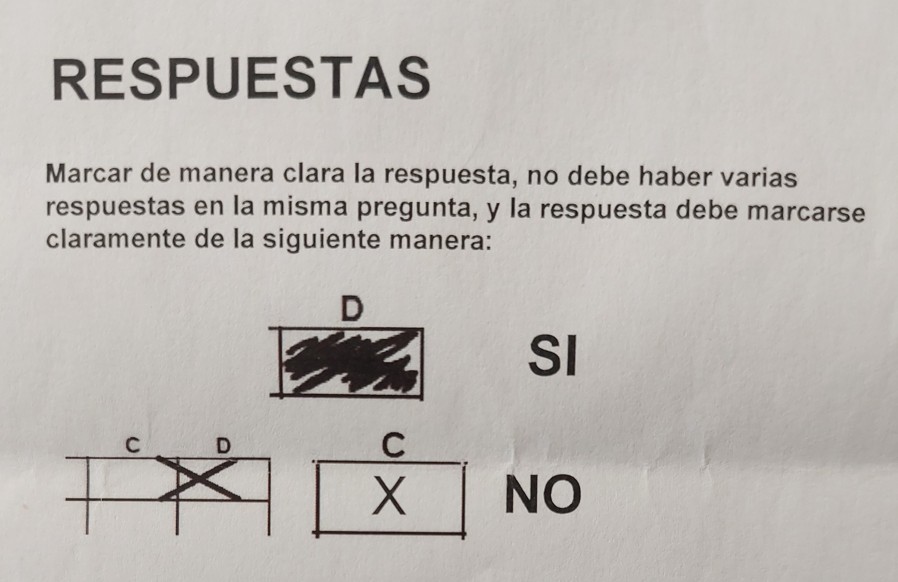 RESPUESTAS
Marcar de manera clara la respuesta, no debe haber varias
respuestas en la misma pregunta, y la respuesta debe marcarse
claramente de la siguiente manera:
D
SI
C D C
X NO